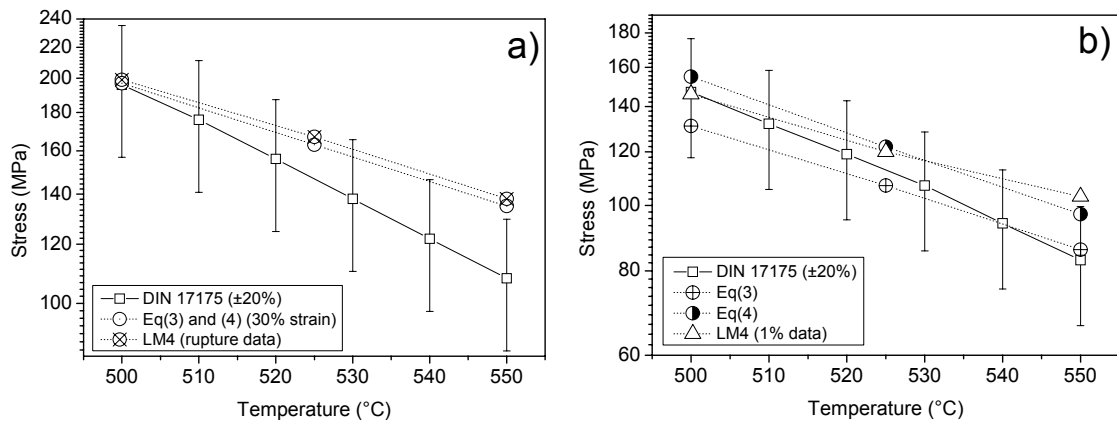 a)
240
200
180
160
140
120
100
Stress (MPa)
500 510 520 530 540 550
Temperature (°C)
DIN 17175 (±20%)
Eq(3) and (4) (30% strain)
LM4 (rupture data)
b)
180
160
140
120
100
80
60
Stress (MPa)
500 510 520 530 540 550
Temperature (°C)
DIN 17175 (±20%)
Eq(3)
Eq(4)
LM4 (1% data)